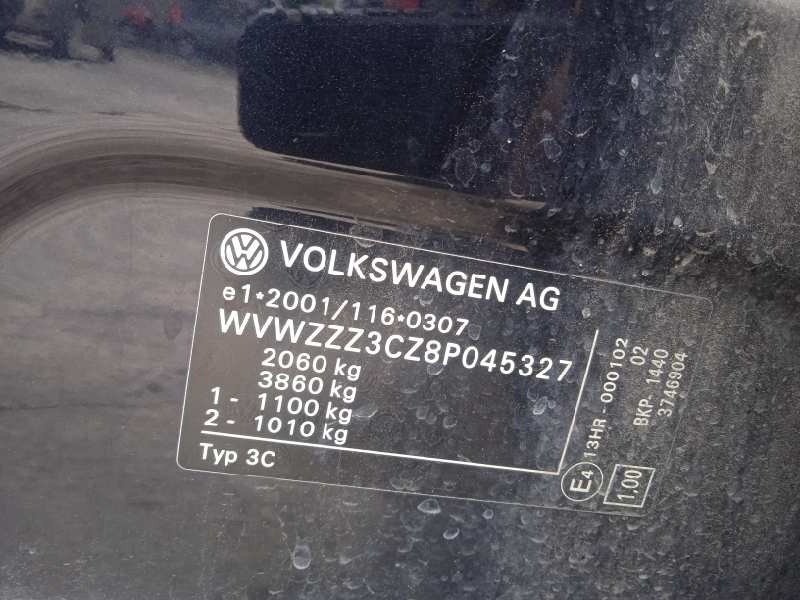 VOLKSWAGEN AG
e1*2001/116*0307
WVWZZZ3CZ8P045327
2060 kg
3860 kg
1 - 1100 kg
2 - 1010 kg
Typ 3C
E4 13HR - 000102
02
BKP- 1440
3746904
1.00